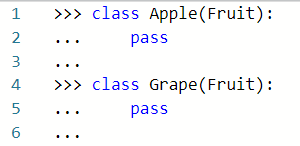 1 >>> class Apple(Fruit):
2 ...     pass
3 ...
4 >>> class Grape(Fruit):
5 ...     pass
6 ...